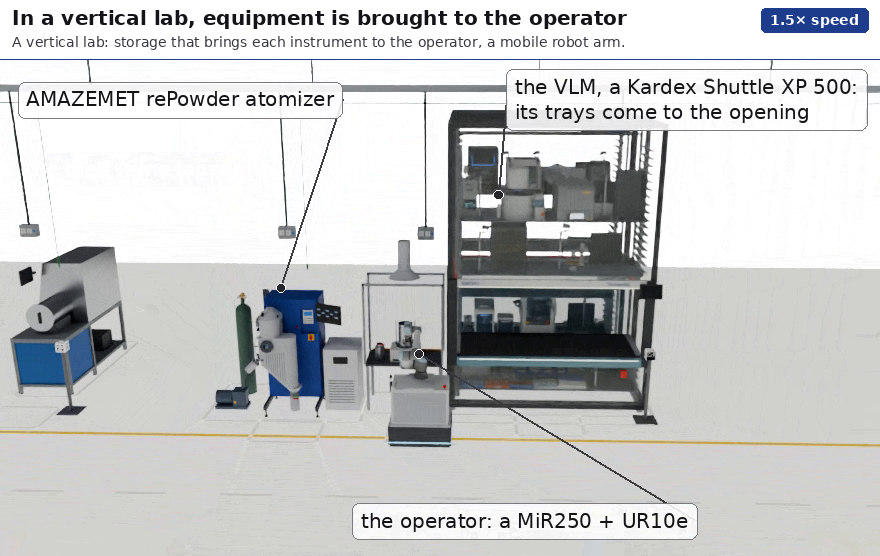 In a vertical lab, equipment is brought to the operator
1.5× speed
A vertical lab: storage that brings each instrument to the operator, a mobile robot arm.
AMAZEMET rePowder atomizer
the VLM, a Kardex Shuttle XP 500:
its trays come to the opening
the operator: a MiR250 + UR10e